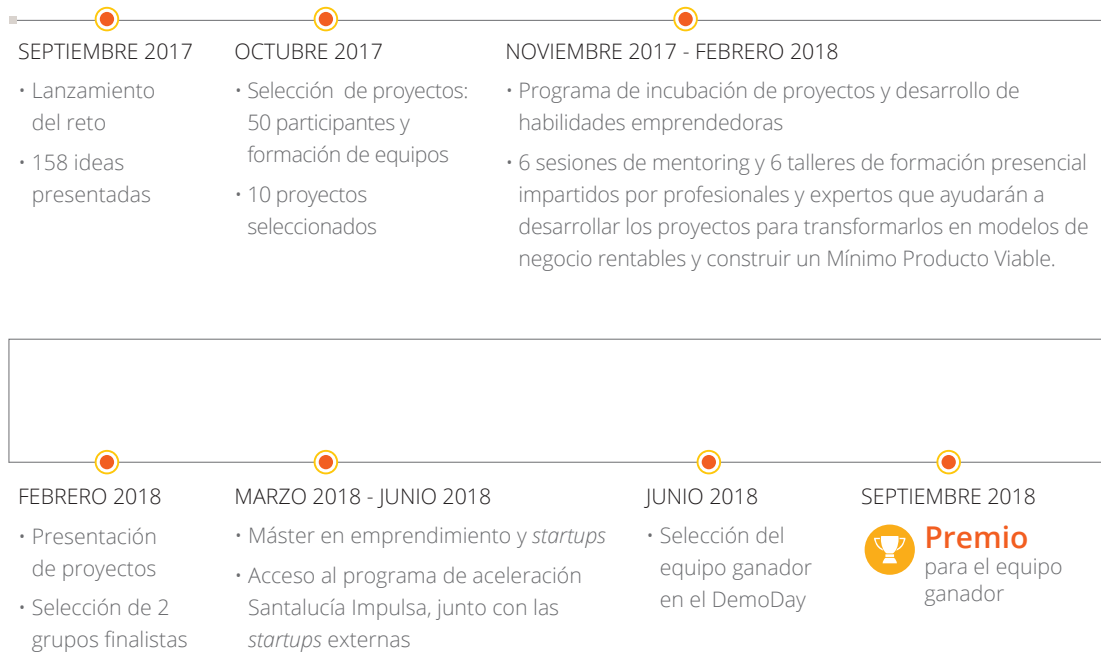 SEPTIEMBRE 2017
· Lanzamiento
del reto
· 158 ideas
presentadas
OCTUBRE 2017
· Selección de proyectos:
50 participantes y
formación de equipos
· 10 proyectos
seleccionados
NOVIEMBRE 2017 - FEBRERO 2018
· Programa de incubación de proyectos y desarrollo de
habilidades emprendedoras
· 6 sesiones de mentoring y 6 talleres de formación presencial
impartidos por profesionales y expertos que ayudarán a
desarrollar los proyectos para transformarlos en modelos de
negocio rentables y construir un Mínimo Producto Viable.
FEBRERO 2018
· Presentación
de proyectos
· Selección de 2
grupos finalistas
MARZO 2018 - JUNIO 2018
· Máster en emprendimiento y startups
· Acceso al programa de aceleración
Santalucía Impulsa, junto con las
startups externas
JUNIO 2018
· Selección del
equipo ganador
en el DemoDay
SEPTIEMBRE 2018
Premio
para el equipo
ganador